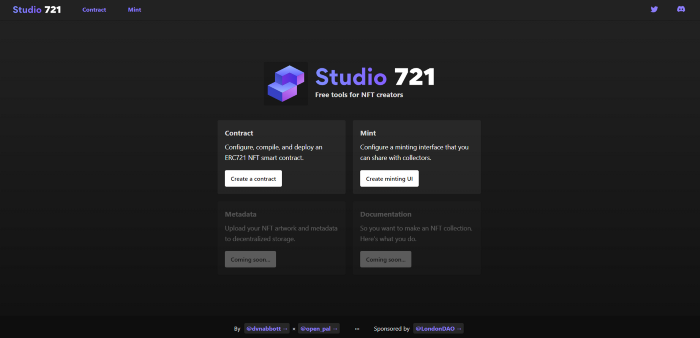 Studio 721 Contract Mint
Studio 721
Free tools for NFT creators
Contract
Configure, compile, and deploy an
ERC721 NFT smart contract.
Create a contract
Mint
Configure a minting interface that you
can share with collectors.
Create minting UI
Metadata
Upload your NFT artwork and metadata
to decentralized storage.
Coming soon...
Documentation
So you want to make an NFT collection.
Here's what you do.
Coming soon...
By @dvnabbott → × @open_pal → Sponsored by @LondonDAO →